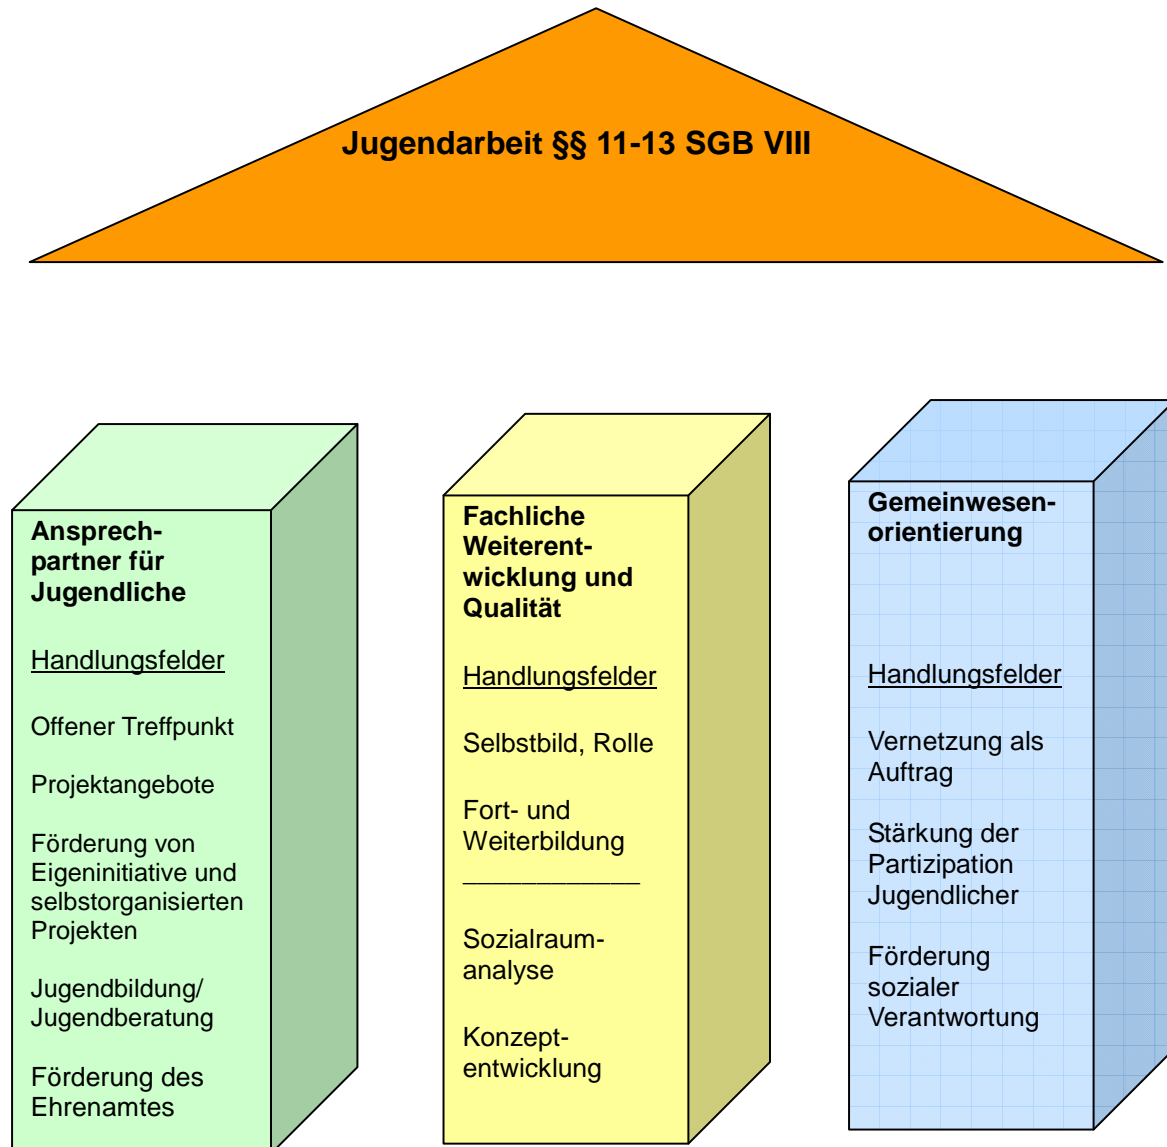 Jugendarbeit §§ 11-13 SGB VIII
Ansprech-
partner für
Jugendliche
Handlungsfelder
Offener Treffpunkt
Projektangebote
Förderung von
Eigeninitiative und
selbstorganisierten
Projekten
Jugendbildung/
Jugendberatung
Förderung des
Ehrenamtes
Fachliche
Weiterent-
wicklung und
Qualität
Handlungsfelder
Selbstbild, Rolle
Fort- und
Weiterbildung
____________
Sozialraum-
analyse
Konzept-
entwicklung
Gemeinwesen-
orientierung
Handlungsfelder
Vernetzung als
Auftrag
Stärkung der
Partizipation
Jugendlicher
Förderung
sozialer
Verantwortung